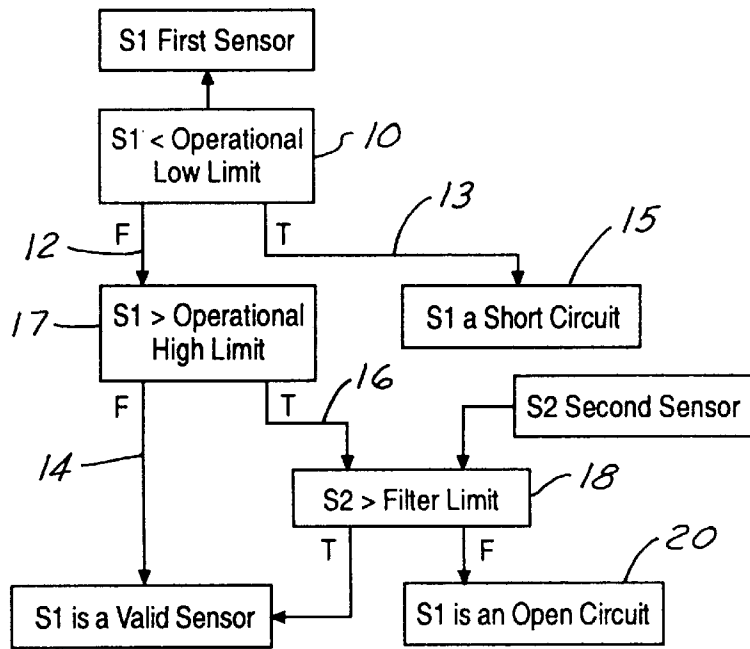 S1 First Sensor
S1 < Operational
Low Limit
10
12
F
T
13
15
17
S1 > Operational
High Limit
S1 a Short Circuit
F
T
16
S2 Second Sensor
14
S2 > Filter Limit
18
T
F
20
S1 is a Valid Sensor
S1 is an Open Circuit